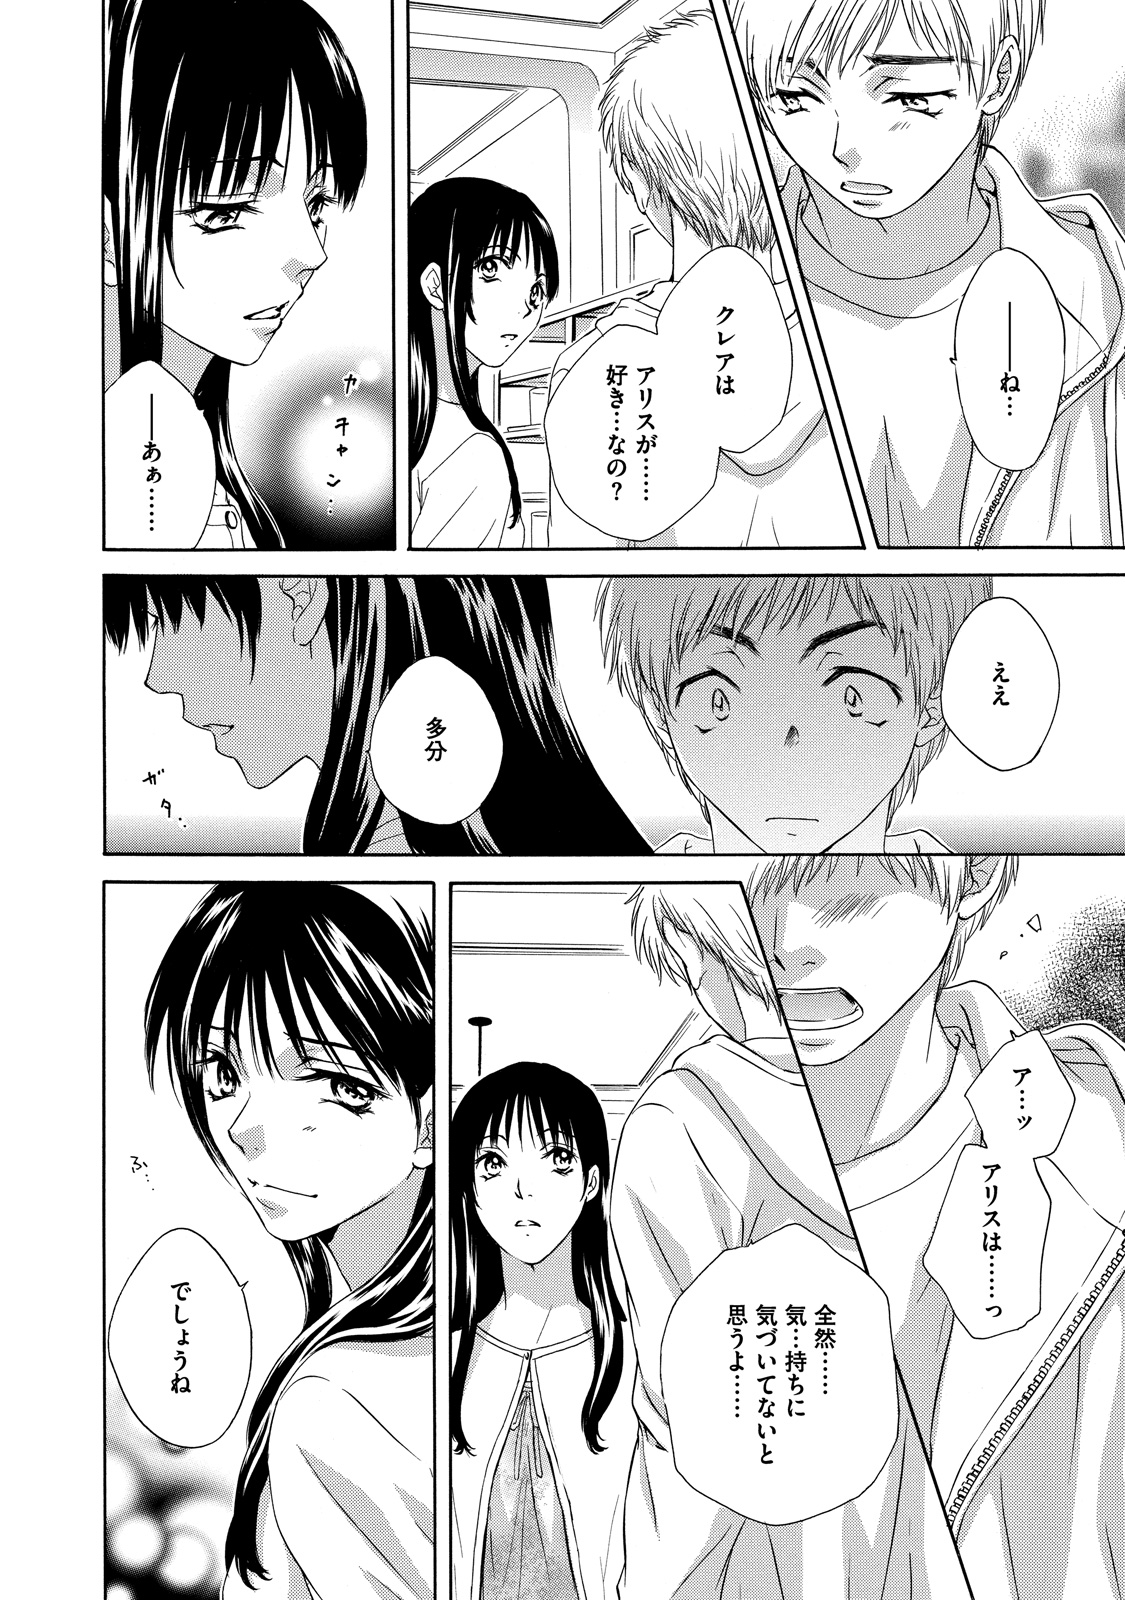 ――ね…
クレアは
アリスが……
好き…なの？
カチャン…
――あぁ……
ええ
多分
ガタ…
ア…ッ
アリスは……っ
全然……
気…持ちに
気づいてないと
思うよ……
ふ…
でしょうね